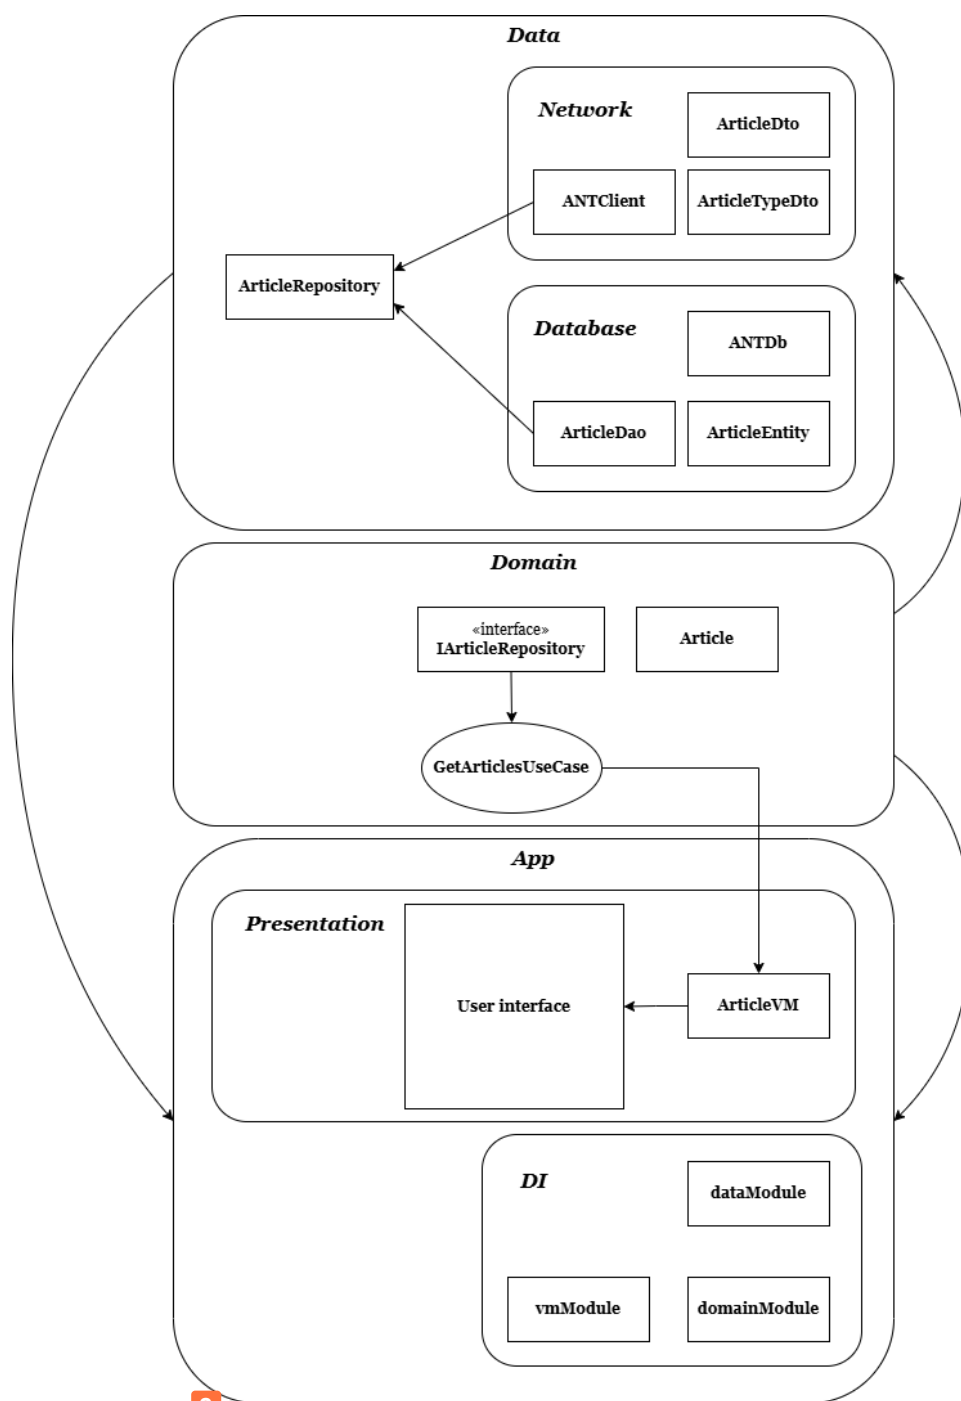 Data
Network
ArticleDto
ANTClient
ArticleTypeDto
ArticleRepository
Database
ANTDb
ArticleDao
ArticleEntity
Domain
«interface»
IArticleRepository
Article
GetArticlesUseCase
App
Presentation
User interface
ArticleVM
DI
dataModule
vmModule
domainModule